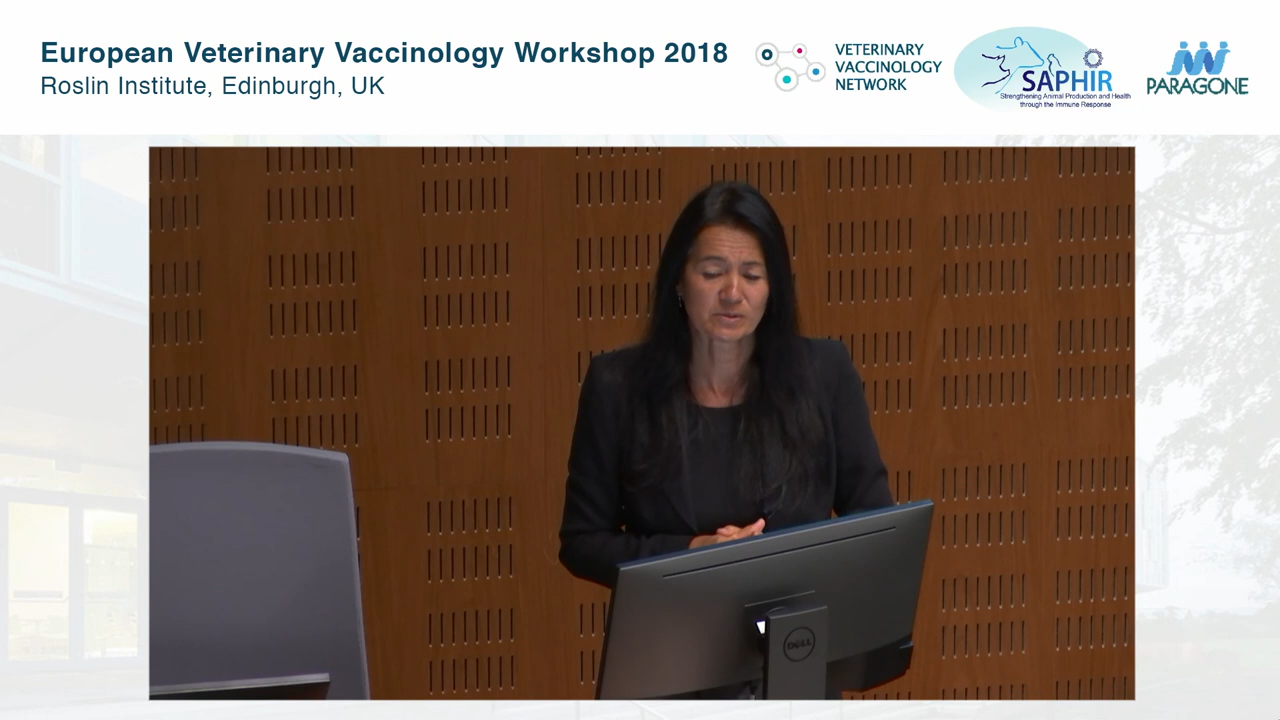 European Veterinary Vaccinology Workshop 2018
Roslin Institute, Edinburgh, UK
VETERINARY
VACCINOLOGY
NETWORK
SAPHIR
Strengthening Animal Production and Health
through the Immune Response
PARAGONE
DELL